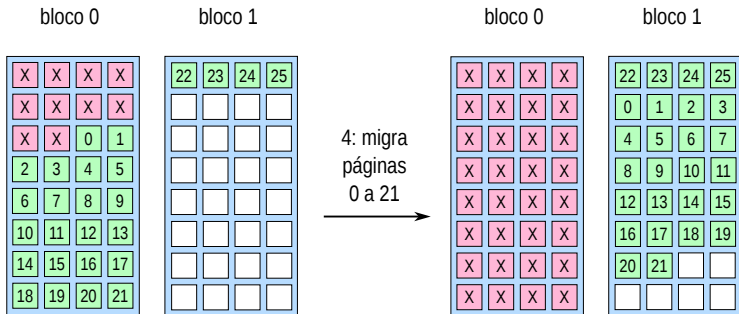 bloco 0 bloco 1 bloco 0 bloco 1
X X X X 22 23 24 25 X X X X 22 23 24 25
X X X X X X X X 0 1 2 3
X X 0 1 X X X X 4 5 6 7
2 3 4 5 X X X X 8 9 10 11
6 7 8 9 X X X X 12 13 14 15
10 11 12 13 X X X X 16 17 18 19
14 15 16 17 X X X X 20 21
18 19 20 21 X X X X
4: migra
páginas
0 a 21